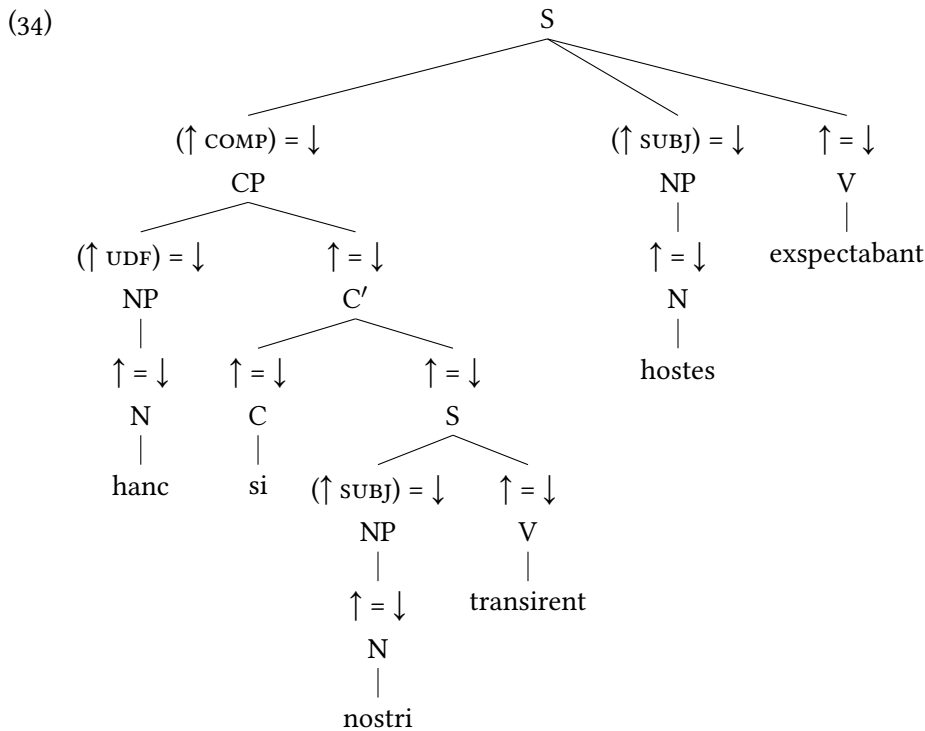 (34) S
(↑ COMP) = ↓ (↑ SUBJ) = ↓ ↑ = ↓
CP NP V
(↑ UDF) = ↓ ↑ = ↓ ↑ = ↓ exspectabant
NP C′ N
↑ = ↓ ↑ = ↓ ↑ = ↓ hostes
N C S
hanc si (↑ SUBJ) = ↓ ↑ = ↓
NP V
↑ = ↓ transirent
N
nostri